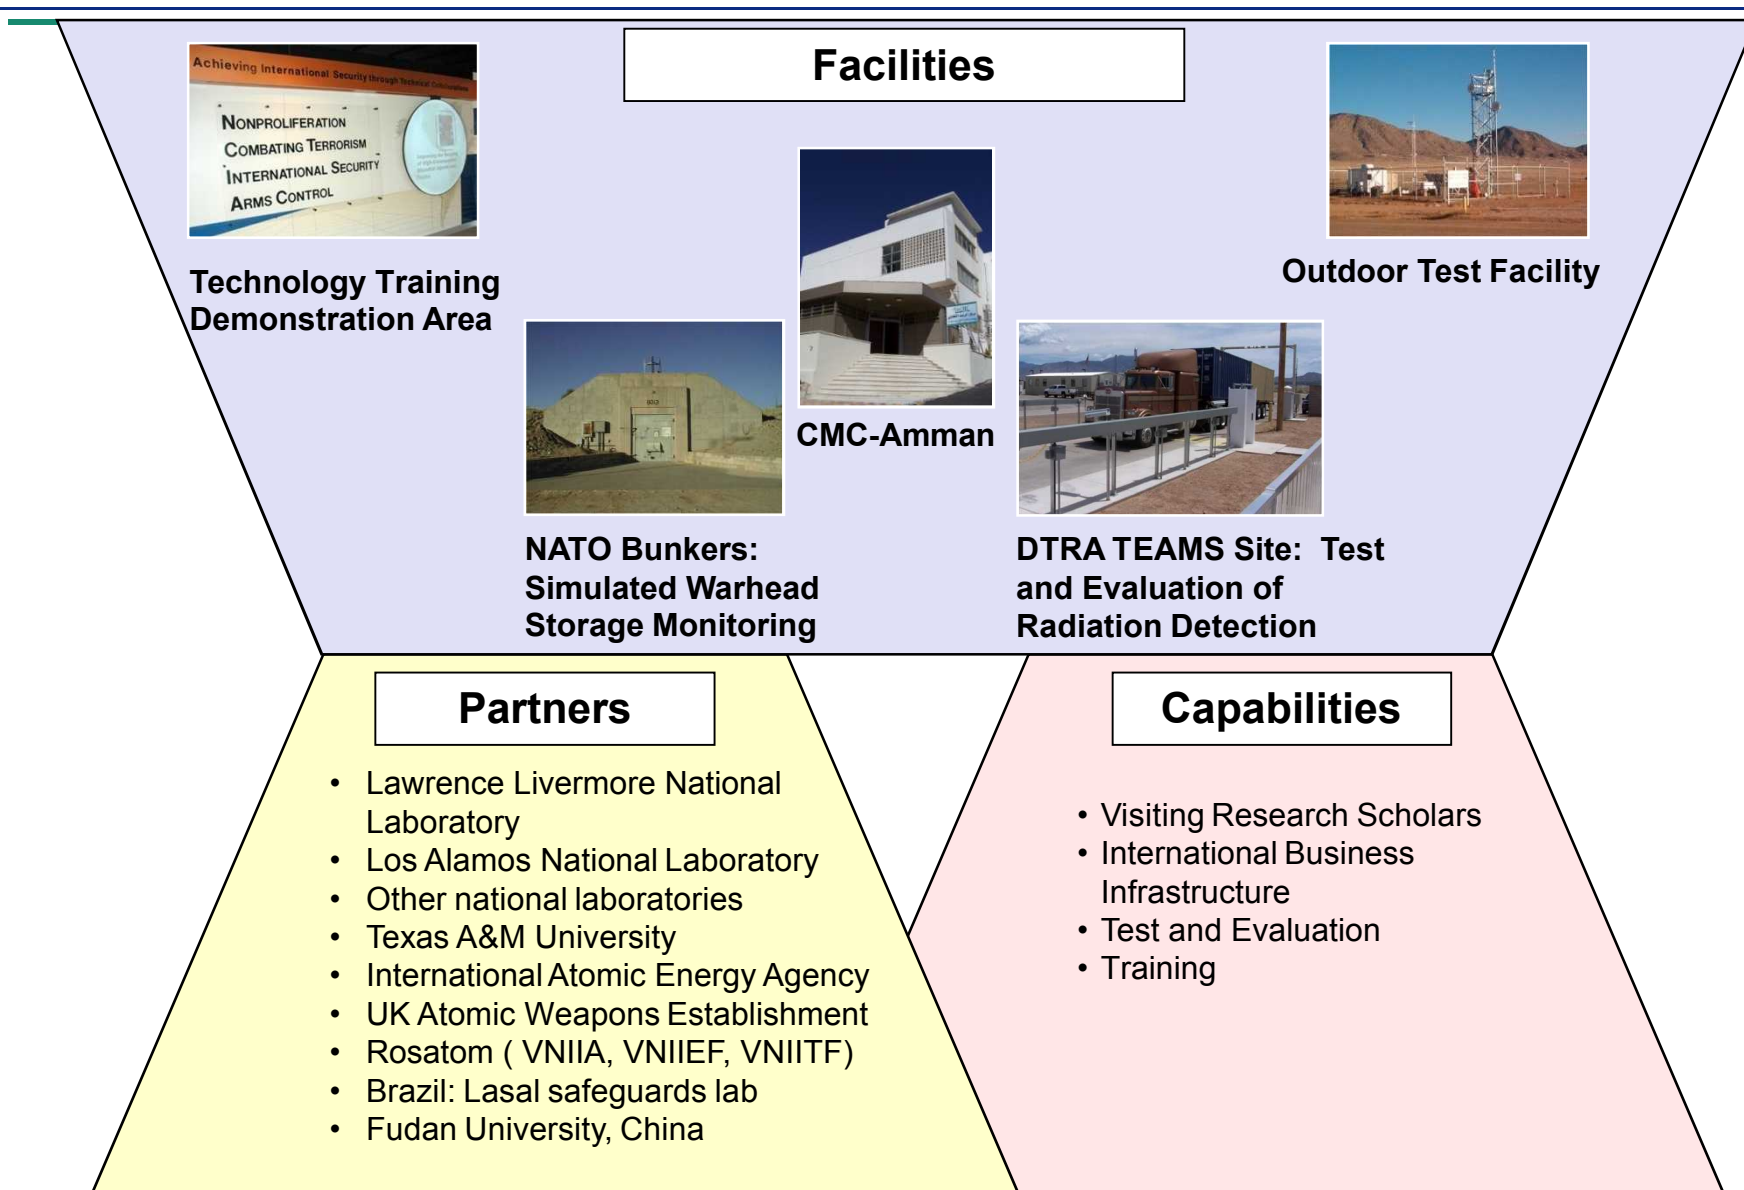 Facilities
Achieving International Security through Technical Collaborations
NONPROLIFERATION
COMBATING TERRORISM
INTERNATIONAL SECURITY
ARMS CONTROL
Technology Training
Demonstration Area
CMC-Amman
Outdoor Test Facility
NATO Bunkers:
Simulated Warhead
Storage Monitoring
DTRA TEAMS Site: Test
and Evaluation of
Radiation Detection
Partners
• Lawrence Livermore National
Laboratory
• Los Alamos National Laboratory
• Other national laboratories
• Texas A&M University
• International Atomic Energy Agency
• UK Atomic Weapons Establishment
• Rosatom ( VNIIA, VNIIEF, VNIITF)
• Brazil: Lasal safeguards lab
• Fudan University, China
Capabilities
• Visiting Research Scholars
• International Business
Infrastructure
• Test and Evaluation
• Training